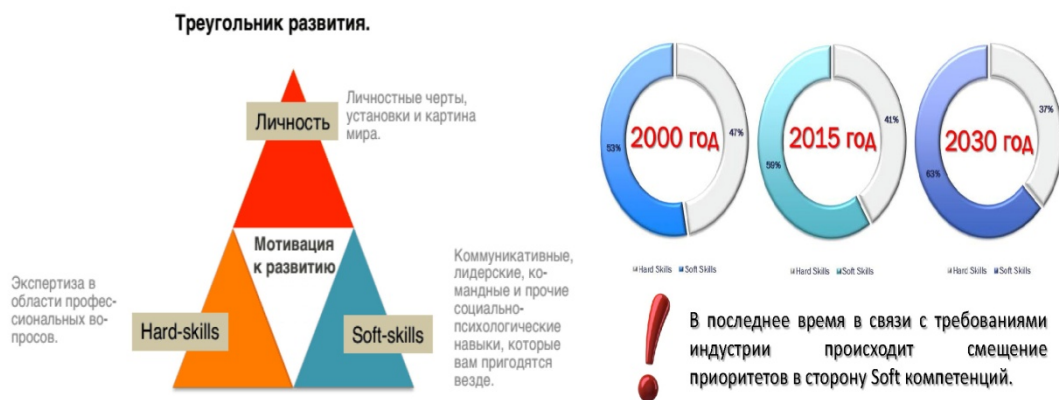 Треугольник развития.
Личность
Личностные черты,
установки и картина
мира.
Мотивация
к развитию
Экспертиза в
области профес-
сиональных во-
просов.
Hard-skills
Soft-skills
Коммуникативные,
лидерские, ко-
мандные и прочие
социально-
психологические
навыки, которые
вам пригодятся
везде.
53%
2000 год
47%
Hard Skills Soft Skills
59%
2015 год
41%
Hard Skills Soft Skills
63%
2030 год
37%
Hard Skills Soft Skills
В последнее время в связи с требованиями
индустрии происходит смещение
приоритетов в сторону Soft компетенций.